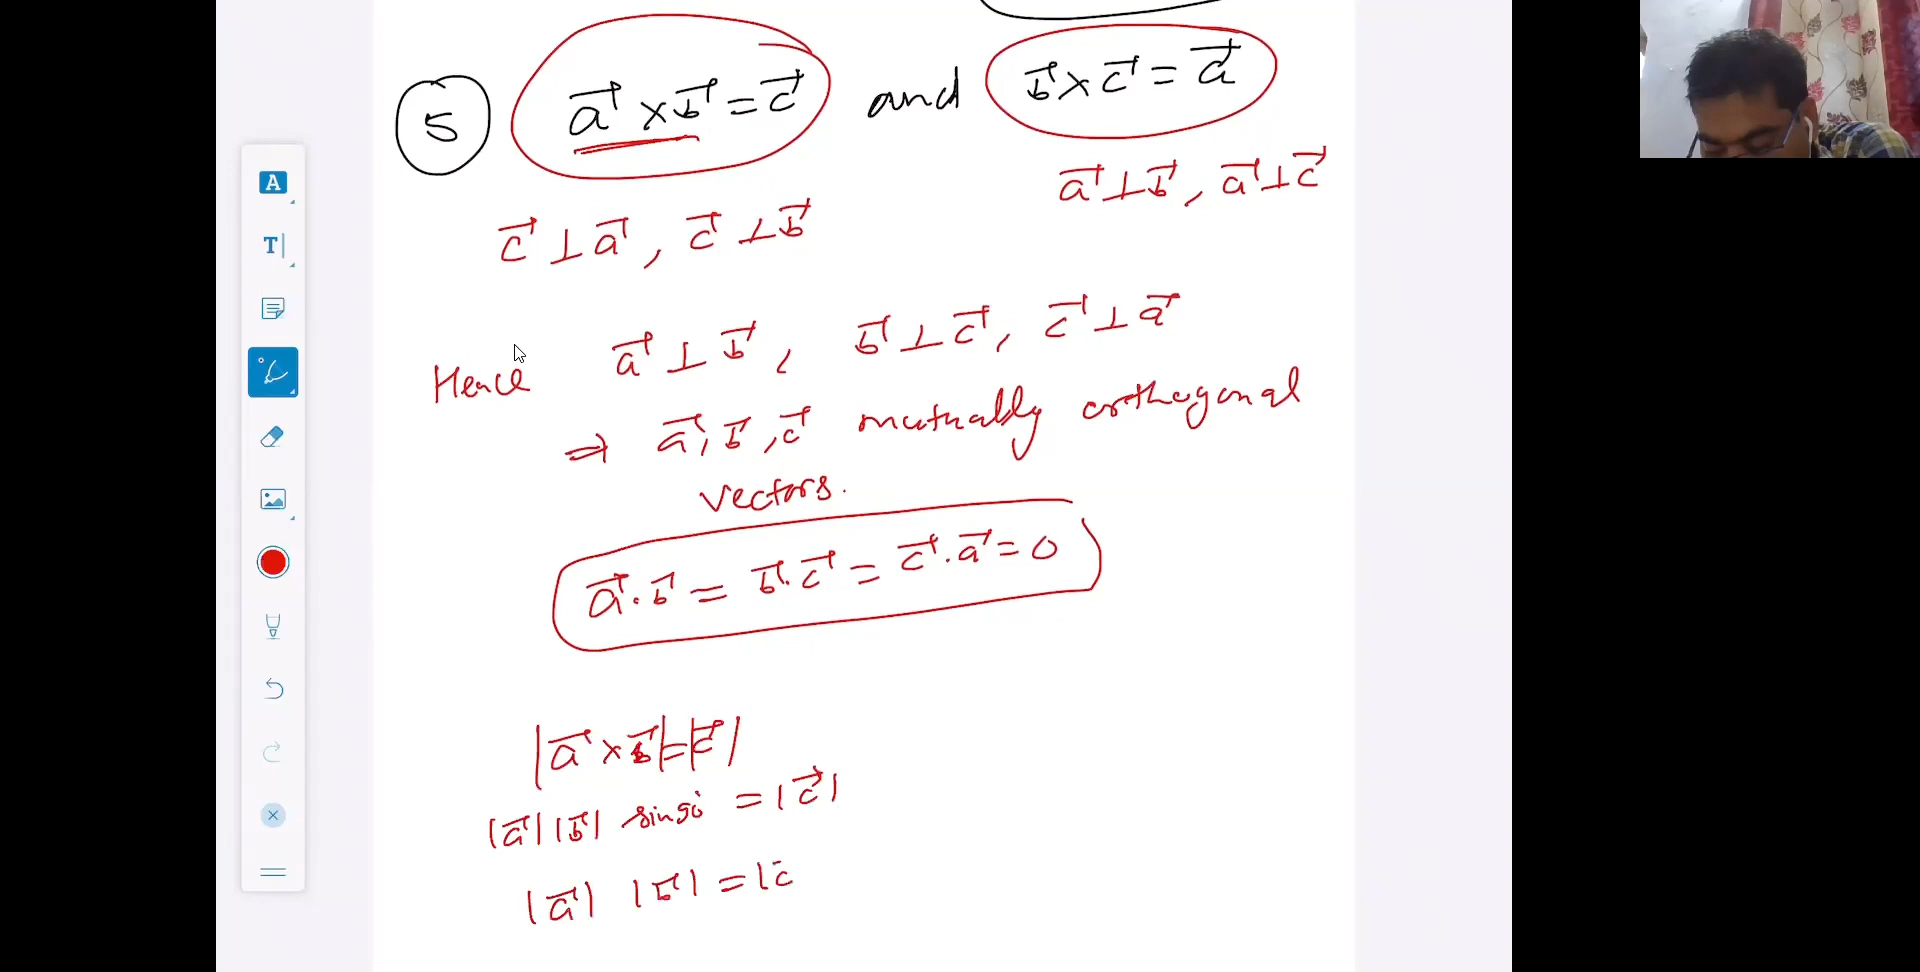 5 a⃗ × b⃗ = c⃗ and b⃗ × c⃗ = a⃗
c⃗ ⊥ a⃗, c⃗ ⊥ b⃗
a⃗ ⊥ b⃗, a⃗ ⊥ c⃗
Hence a⃗ ⊥ b⃗, b⃗ ⊥ c⃗, c⃗ ⊥ a⃗
⇒ a⃗, b⃗, c⃗ mutually orthogonal
vectors.
a⃗ . b⃗ = b⃗ . c⃗ = c⃗ . a⃗ = 0
|a⃗ × b⃗| = |c⃗|
|a⃗| |b⃗| sin 90° = |c⃗|
|a⃗| |b⃗| = |c
A
T